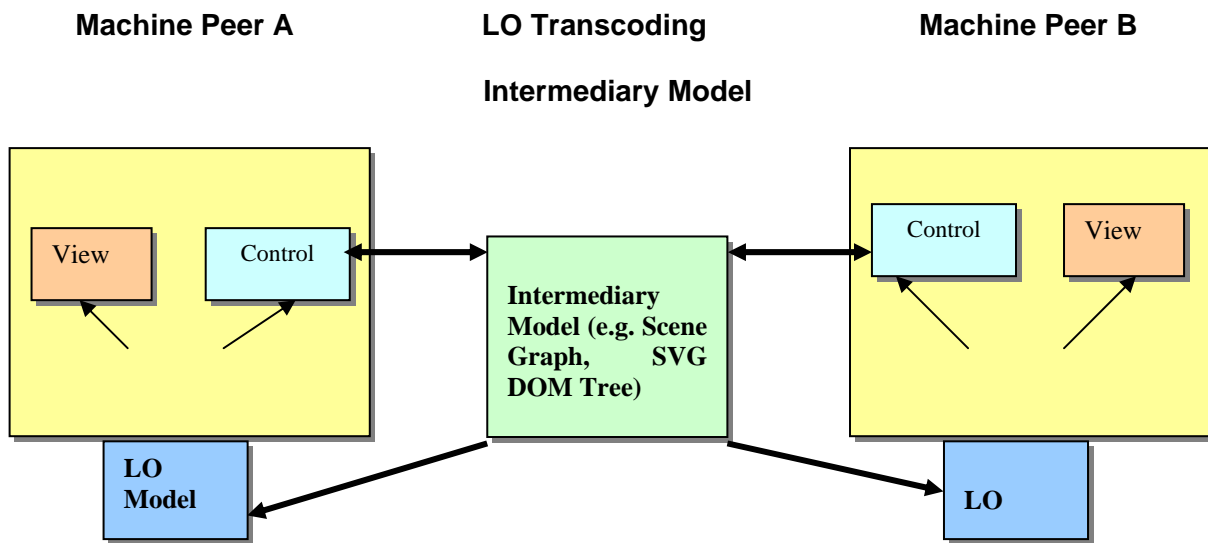 Machine Peer A
LO Transcoding
Intermediary Model
Machine Peer B
View
Control
Intermediary
Model (e.g. Scene
Graph, SVG
DOM Tree)
Control
View
LO
Model
LO